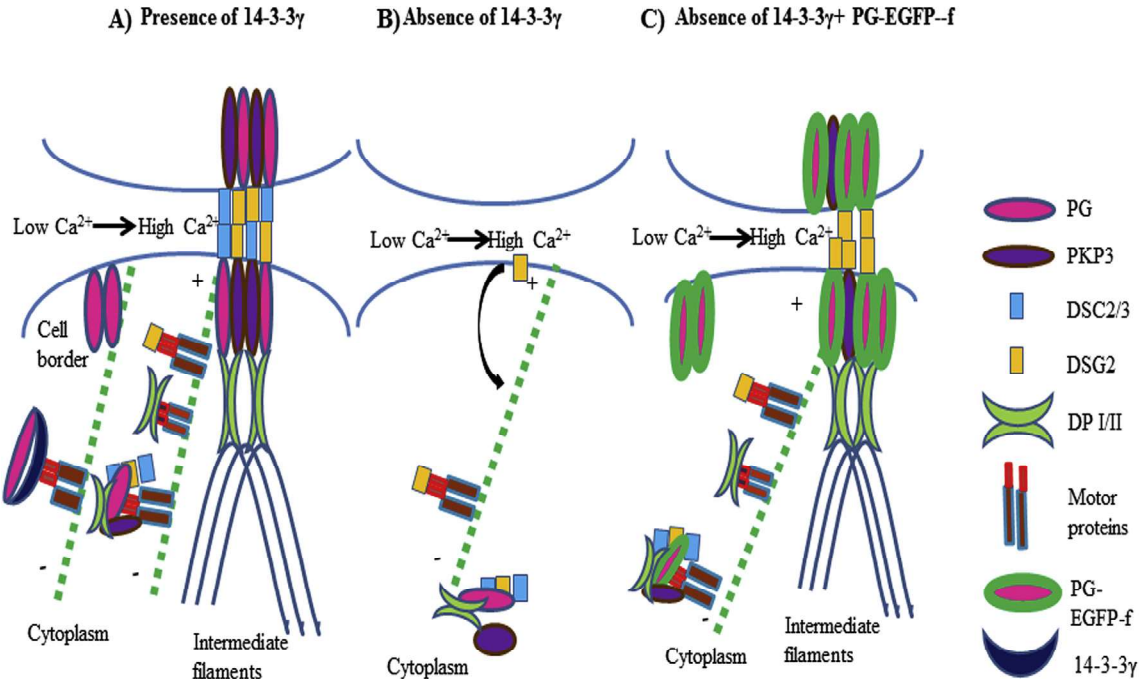 A) Presence of 14-3-3γ
B) Absence of 14-3-3γ
C) Absence of 14-3-3γ+ PG-EGFP--f
Low Ca2+ High Ca2+
+
Cell
border
-
-
Cytoplasm
Intermediate
filaments
Low Ca2+ High Ca2+
+
-
Cytoplasm
Low Ca2+ High Ca2+
+
-
Cytoplasm
Intermediate
filaments
PG
PKP3
DSC2/3
DSG2
DP I/II
Motor
proteins
PG-
EGFP-f
14-3-3γ